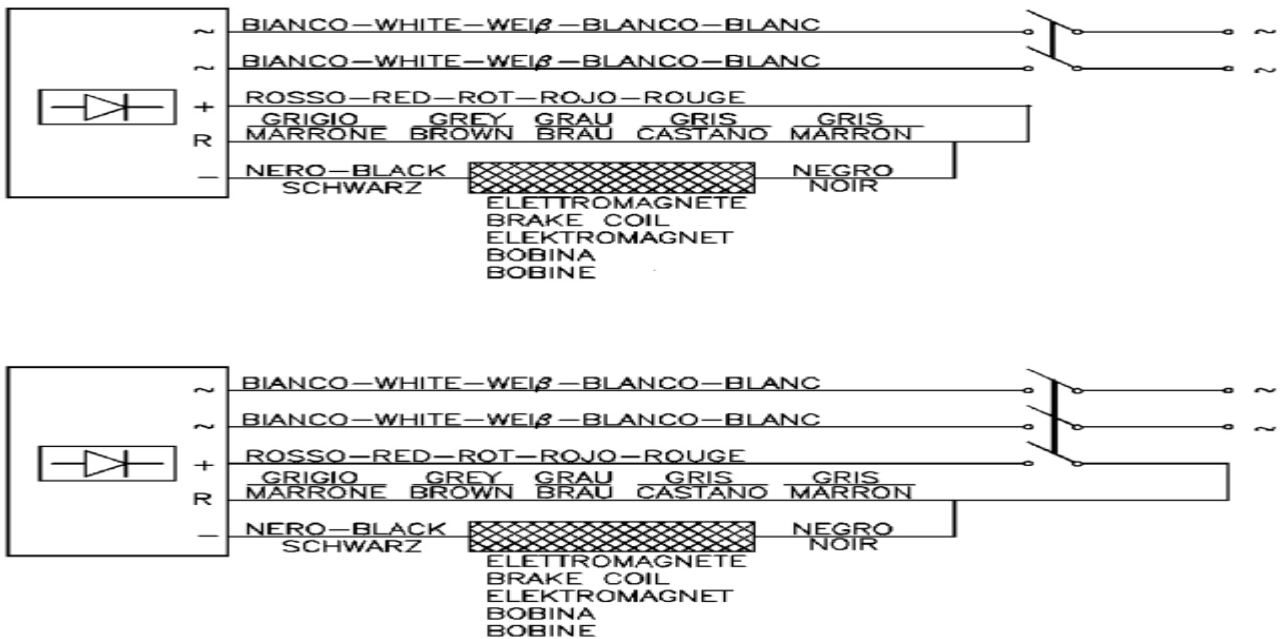 ~ BIANCO-WHITE-WEIß-BLANCO-BLANC ~
~ BIANCO-WHITE-WEIß-BLANCO-BLANC ~
+ ROSSO-RED-ROT-ROJO-ROUGE
GRIGIO GREY GRAU GRIS GRIS
R MARRONE BROWN BRAU CASTANO MARRON
- NERO-BLACK NEGRO
SCHWARZ NOIR
ELETTROMAGNETE
BRAKE COIL
ELEKTROMAGNET
BOBINA
BOBINE
~ BIANCO-WHITE-WEIß-BLANCO-BLANC ~
~ BIANCO-WHITE-WEIß-BLANCO-BLANC ~
+ ROSSO-RED-ROT-ROJO-ROUGE
GRIGIO GREY GRAU GRIS GRIS
R MARRONE BROWN BRAU CASTANO MARRON
- NERO-BLACK NEGRO
SCHWARZ NOIR
ELETTROMAGNETE
BRAKE COIL
ELEKTROMAGNET
BOBINA
BOBINE